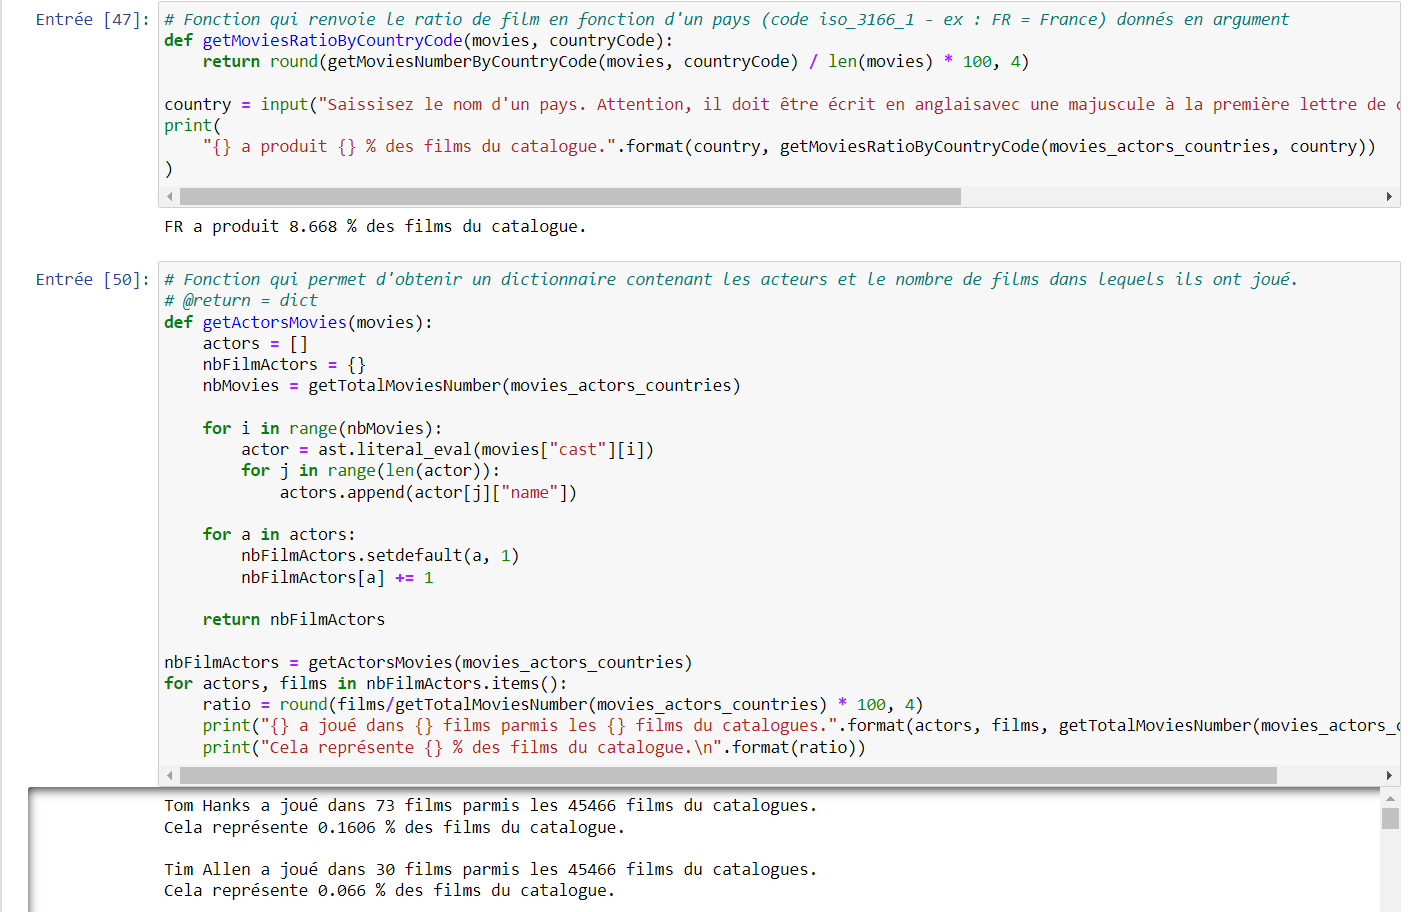 Entrée [47]:
# Fonction qui renvoie le ratio de film en fonction d'un pays (code iso_3166_1 - ex : FR = France) donnés en argument
def getMoviesRatioByCountryCode(movies, countryCode):
    return round(getMoviesNumberByCountryCode(movies, countryCode) / len(movies) * 100, 4)
country = input("Saissisez le nom d'un pays. Attention, il doit être écrit en anglaisavec une majuscule à la première lettre de
print(
    "{} a produit {} % des films du catalogue.".format(country, getMoviesRatioByCountryCode(movies_actors_countries, country))
)
FR a produit 8.668 % des films du catalogue.
Entrée [50]:
# Fonction qui permet d'obtenir un dictionnaire contenant les acteurs et le nombre de films dans lequels ils ont joué.
# @return = dict
def getActorsMovies(movies):
    actors = []
    nbFilmActors = {}
    nbMovies = getTotalMoviesNumber(movies_actors_countries)
    for i in range(nbMovies):
        actor = ast.literal_eval(movies["cast"][i])
        for j in range(len(actor)):
            actors.append(actor[j]["name"])
    for a in actors:
        nbFilmActors.setdefault(a, 1)
        nbFilmActors[a] += 1
    return nbFilmActors
nbFilmActors = getActorsMovies(movies_actors_countries)
for actors, films in nbFilmActors.items():
    ratio = round(films/getTotalMoviesNumber(movies_actors_countries) * 100, 4)
    print("{} a joué dans {} films parmis les {} films du catalogues.".format(actors, films, getTotalMoviesNumber(movies_actors_c
    print("Cela représente {} % des films du catalogue.\n".format(ratio))
Tom Hanks a joué dans 73 films parmis les 45466 films du catalogues.
Cela représente 0.1606 % des films du catalogue.
Tim Allen a joué dans 30 films parmis les 45466 films du catalogues.
Cela représente 0.066 % des films du catalogue.